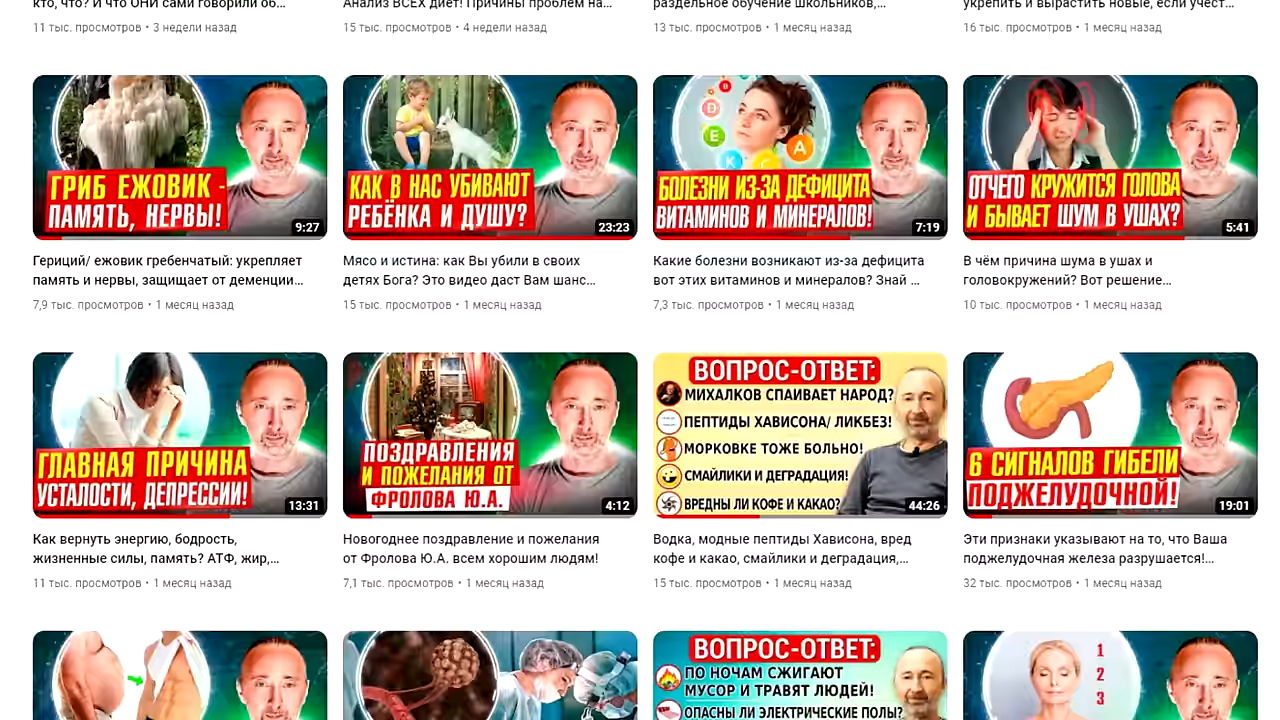 кто, что? И что ОНИ сами говорили об…
Анализ ВСЕХ диет! Причины проблем на…
раздельное обучение школьников,…
укрепить и вырастить новые, если учест…
11 тыс. просмотров • 3 недели назад
15 тыс. просмотров • 4 недели назад
13 тыс. просмотров • 1 месяц назад
16 тыс. просмотров • 1 месяц назад
ГРИБ ЕЖОВИК -
ПАМЯТЬ, НЕРВЫ!
9:27
КАК В НАС УБИВАЮТ
РЕБЁНКА И ДУШУ?
23:23
B
D
E
K
C
A
БОЛЕЗНИ ИЗ-ЗА ДЕФИЦИТА
ВИТАМИНОВ И МИНЕРАЛОВ!
7:19
ОТЧЕГО КРУЖИТСЯ ГОЛОВА
И БЫВАЕТ ШУМ В УШАХ?
5:41
Гериций/ ежовик гребенчатый: укрепляет
память и нервы, защищает от деменции…
7,9 тыс. просмотров • 1 месяц назад
Мясо и истина: как Вы убили в своих
детях Бога? Это видео даст Вам шанс…
15 тыс. просмотров • 1 месяц назад
Какие болезни возникают из-за дефицита
вот этих витаминов и минералов? Знай …
7,3 тыс. просмотров • 1 месяц назад
В чём причина шума в ушах и
головокружений? Вот решение…
10 тыс. просмотров • 1 месяц назад
ГЛАВНАЯ ПРИЧИНА
УСТАЛОСТИ, ДЕПРЕССИИ!
13:31
ПОЗДРАВЛЕНИЯ
И ПОЖЕЛАНИЯ ОТ
ФРОЛОВА Ю.А.
4:12
ВОПРОС-ОТВЕТ:
МИХАЛКОВ СПАИВАЕТ НАРОД?
ПЕПТИДЫ ХАВИСОНА/ ЛИКБЕЗ!
МОРКОВКЕ ТОЖЕ БОЛЬНО!
СМАЙЛИКИ И ДЕГРАДАЦИЯ!
ВРЕДНЫ ЛИ КОФЕ И КАКАО?
44:26
6 СИГНАЛОВ ГИБЕЛИ
ПОДЖЕЛУДОЧНОЙ!
19:01
Как вернуть энергию, бодрость,
жизненные силы, память? АТФ, жир,…
11 тыс. просмотров • 1 месяц назад
Новогоднее поздравление и пожелания
от Фролова Ю.А. всем хорошим людям!
7,1 тыс. просмотров • 1 месяц назад
Водка, модные пептиды Хависона, вред
кофе и какао, смайлики и деградация,…
15 тыс. просмотров • 1 месяц назад
Эти признаки указывают на то, что Ваша
поджелудочная железа разрушается!…
32 тыс. просмотров • 1 месяц назад
ВОПРОС-ОТВЕТ:
ПО НОЧАМ СЖИГАЮТ
МУСОР И ТРАВЯТ ЛЮДЕЙ!
ОПАСНЫ ЛИ ЭЛЕКТРИЧЕСКИЕ ПОЛЫ?
1
2
3